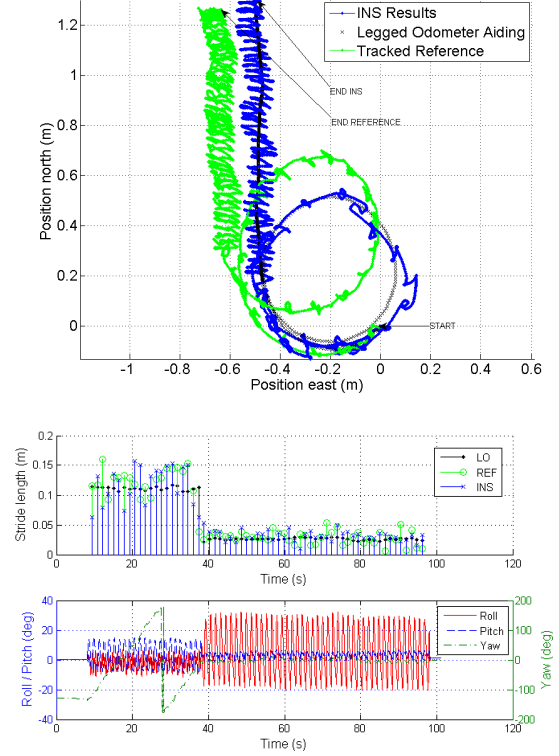 1.2
1
0.8
0.6
0.4
0.2
0
Position north (m)
INS Results
Legged Odometer Aiding
Tracked Reference
END INS
END REFERENCE
START
-1 -0.8 -0.6 -0.4 -0.2 0 0.2 0.4 0.6
Position east (m)
0.2
0.15
0.1
0.05
0
Stride length (m)
LO
REF
INS
0 20 40 60 80 100 120
Time (s)
40
20
0
-20
-40
Roll / Pitch (deg)
Roll
Pitch
Yaw
200
100
0
-100
-200
Yaw (deg)
0 20 40 60 80 100 120
Time (s)